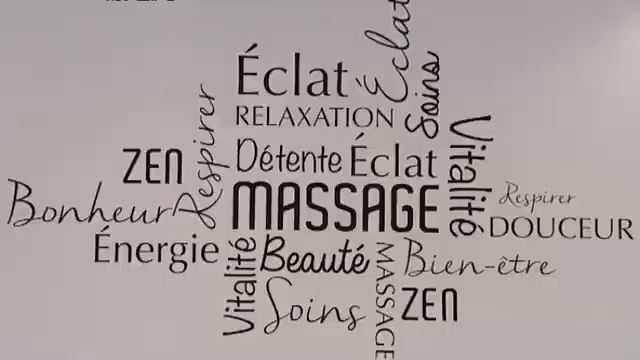 Éclat
Éclat
Soins
RELAXATION
Respirer
Détente Éclat
Vitalité
ZEN
MASSAGE
Respirer
Bonheur
DOUCEUR
Énergie
Vitalité
Beauté
MASSAGE
Bien-être
Soins
ZEN